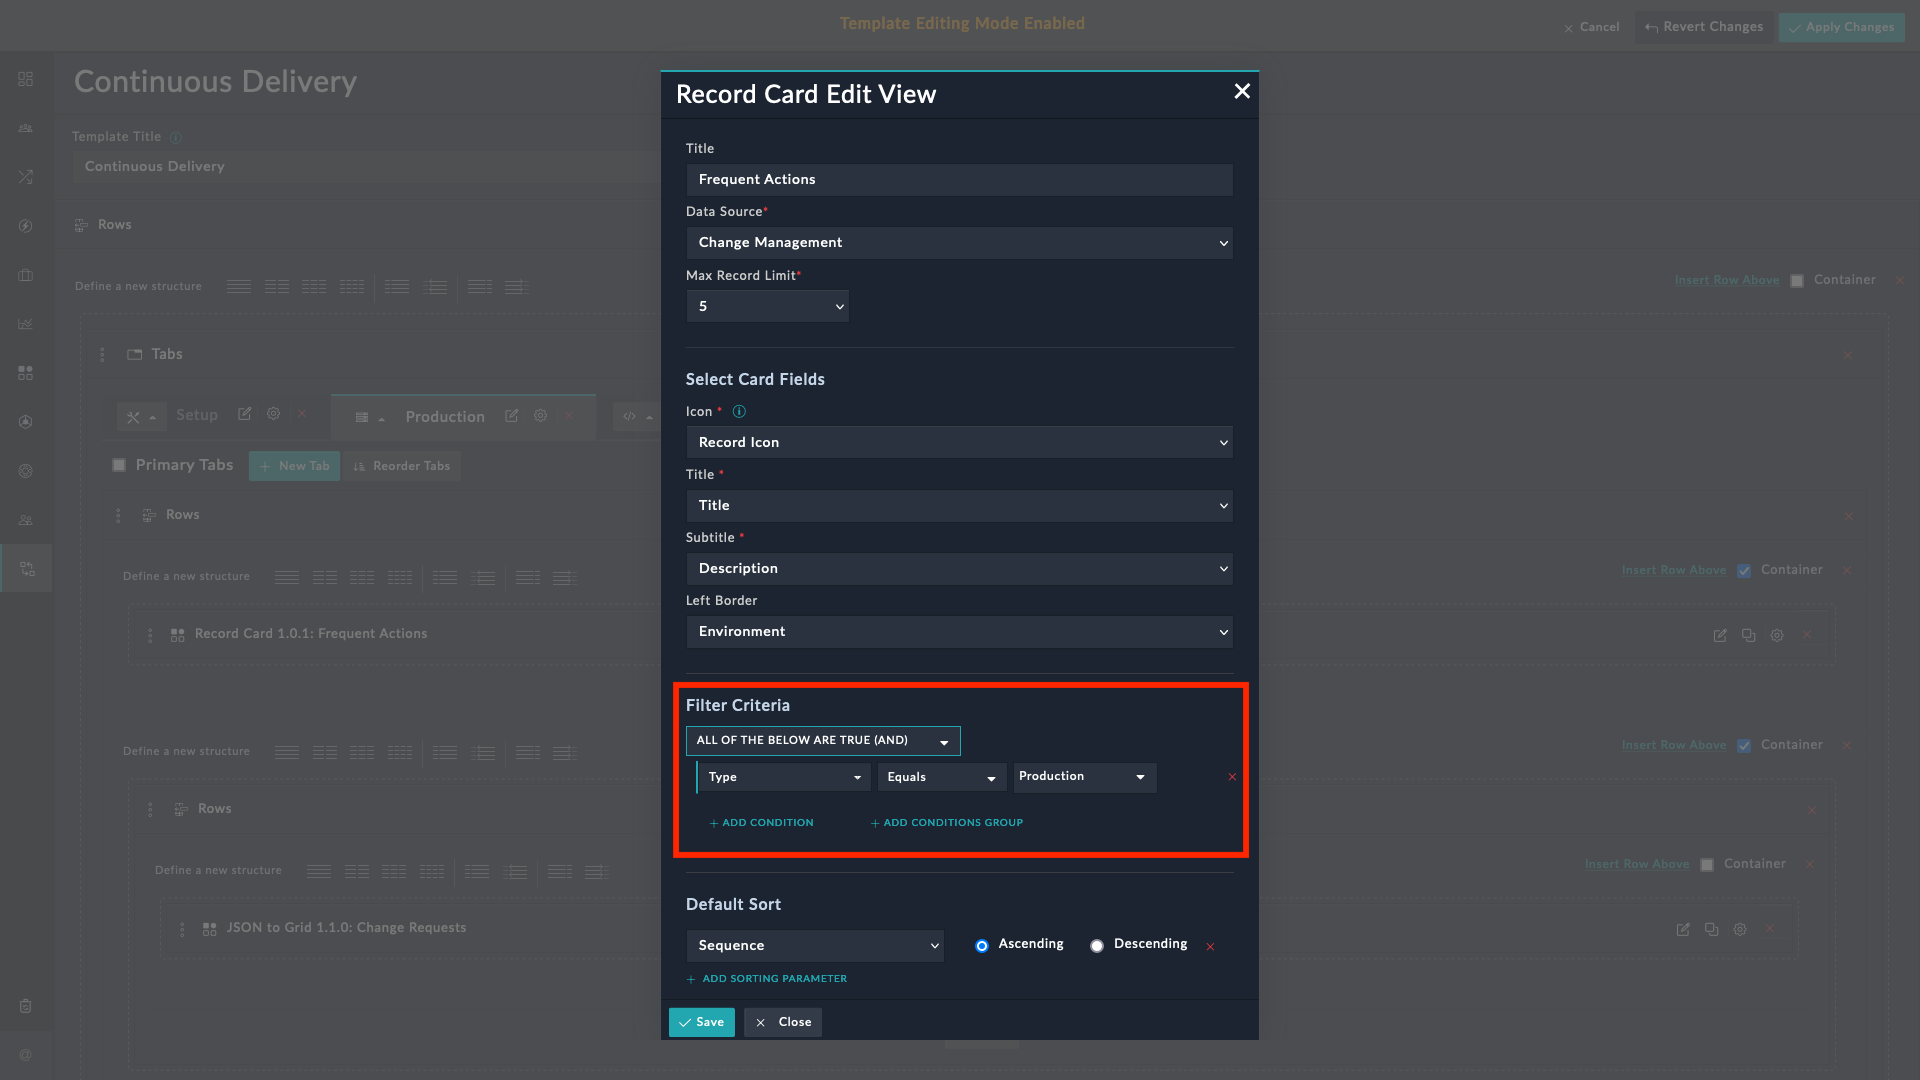 Template Editing Mode Enabled
Cancel
Revert Changes
Apply Changes
Continuous Delivery
Template Title
Continuous Delivery
Rows
Define a new structure
Insert Row Above
Container
Tabs
Setup
Production
Primary Tabs
New Tab
Reorder Tabs
Rows
Define a new structure
Insert Row Above
Container
Record Card 1.0.1: Frequent Actions
Define a new structure
Insert Row Above
Container
Rows
Define a new structure
Insert Row Above
Container
JSON to Grid 1.1.0: Change Requests
Record Card Edit View
Title
Frequent Actions
Data Source*
Change Management
Max Record Limit*
5
Select Card Fields
Icon *
Record Icon
Title *
Title
Subtitle *
Description
Left Border
Environment
Filter Criteria
ALL OF THE BELOW ARE TRUE (AND)
Type Equals Production
+ ADD CONDITION + ADD CONDITIONS GROUP
Default Sort
Sequence Ascending Descending
+ ADD SORTING PARAMETER
Save Close